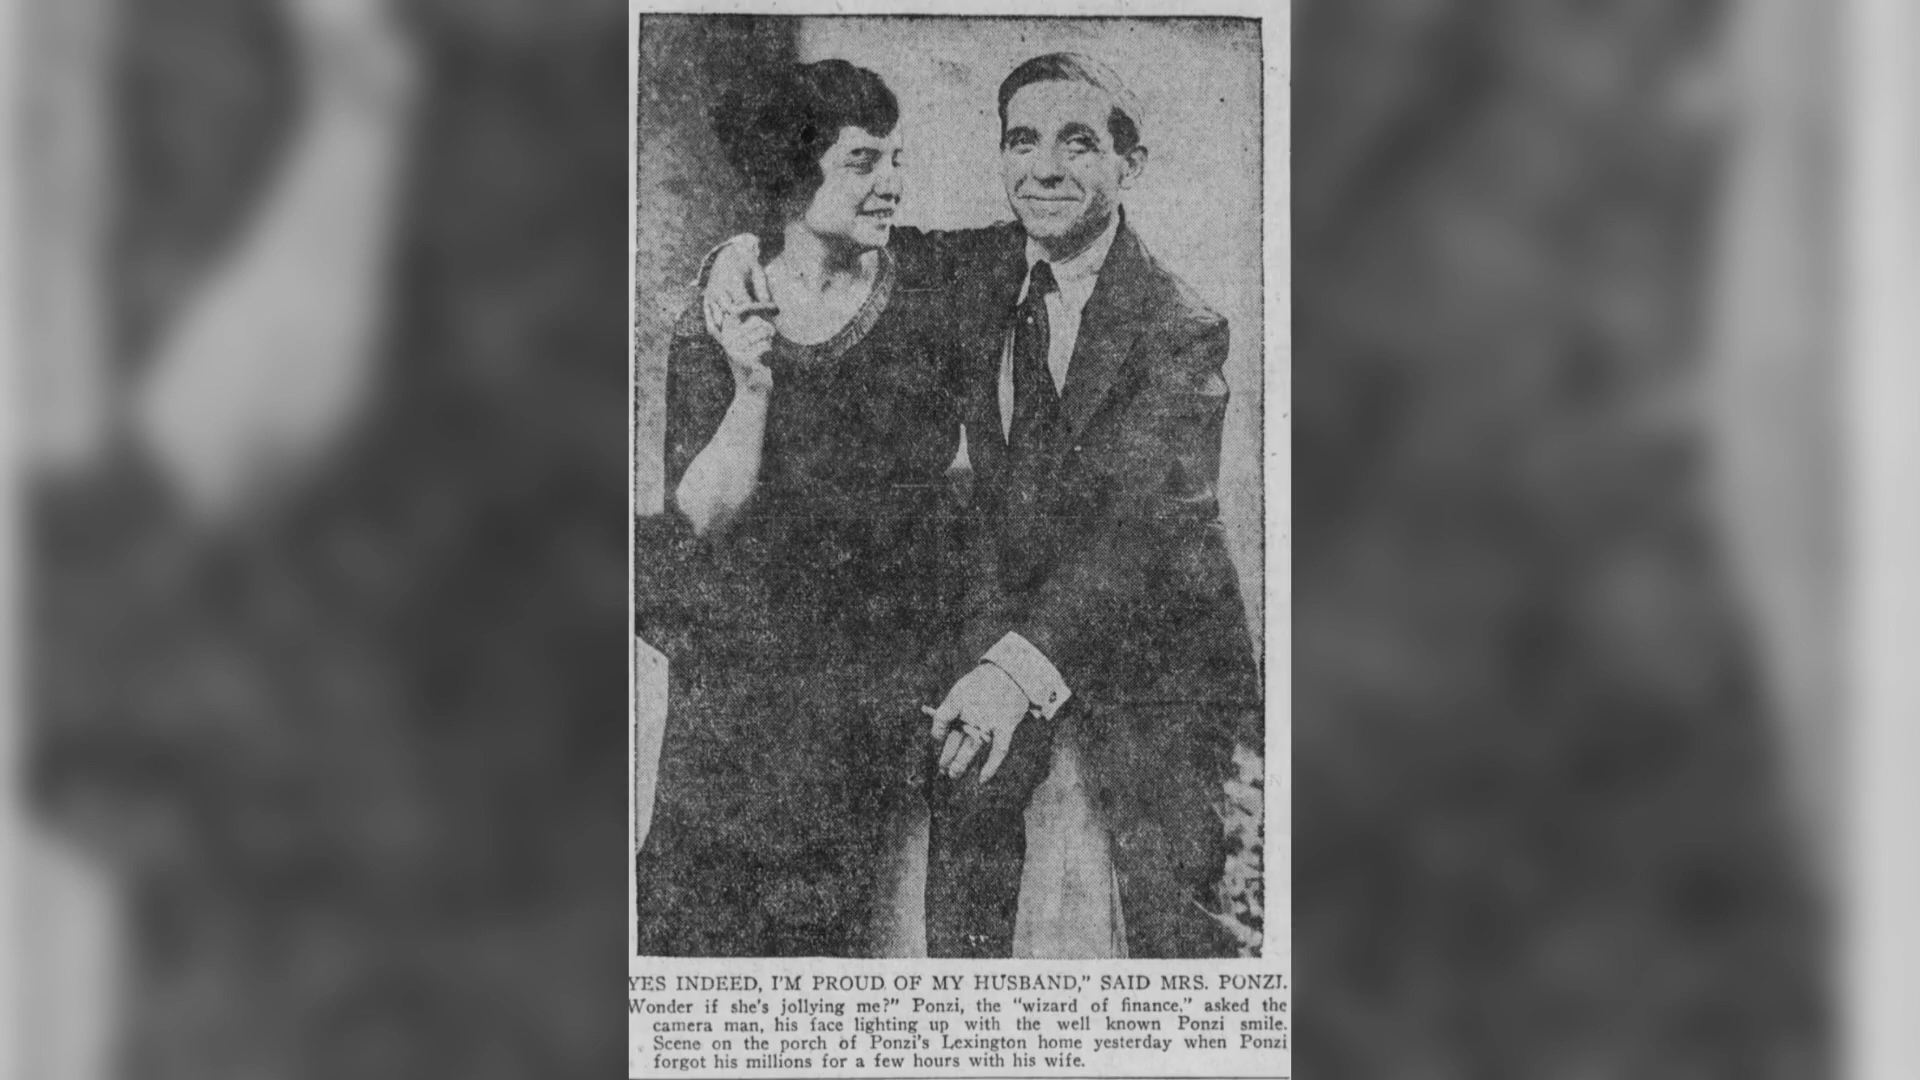 YES INDEED, I'M PROUD OF MY HUSBAND," SAID MRS. PONZI.
Wonder if she's jollying me?" Ponzi, the "wizard of finance," asked the
camera man, his face lighting up with the well known Ponzi smile.
Scene on the porch of Ponzi's Lexington home yesterday when Ponzi
forgot his millions for a few hours with his wife.